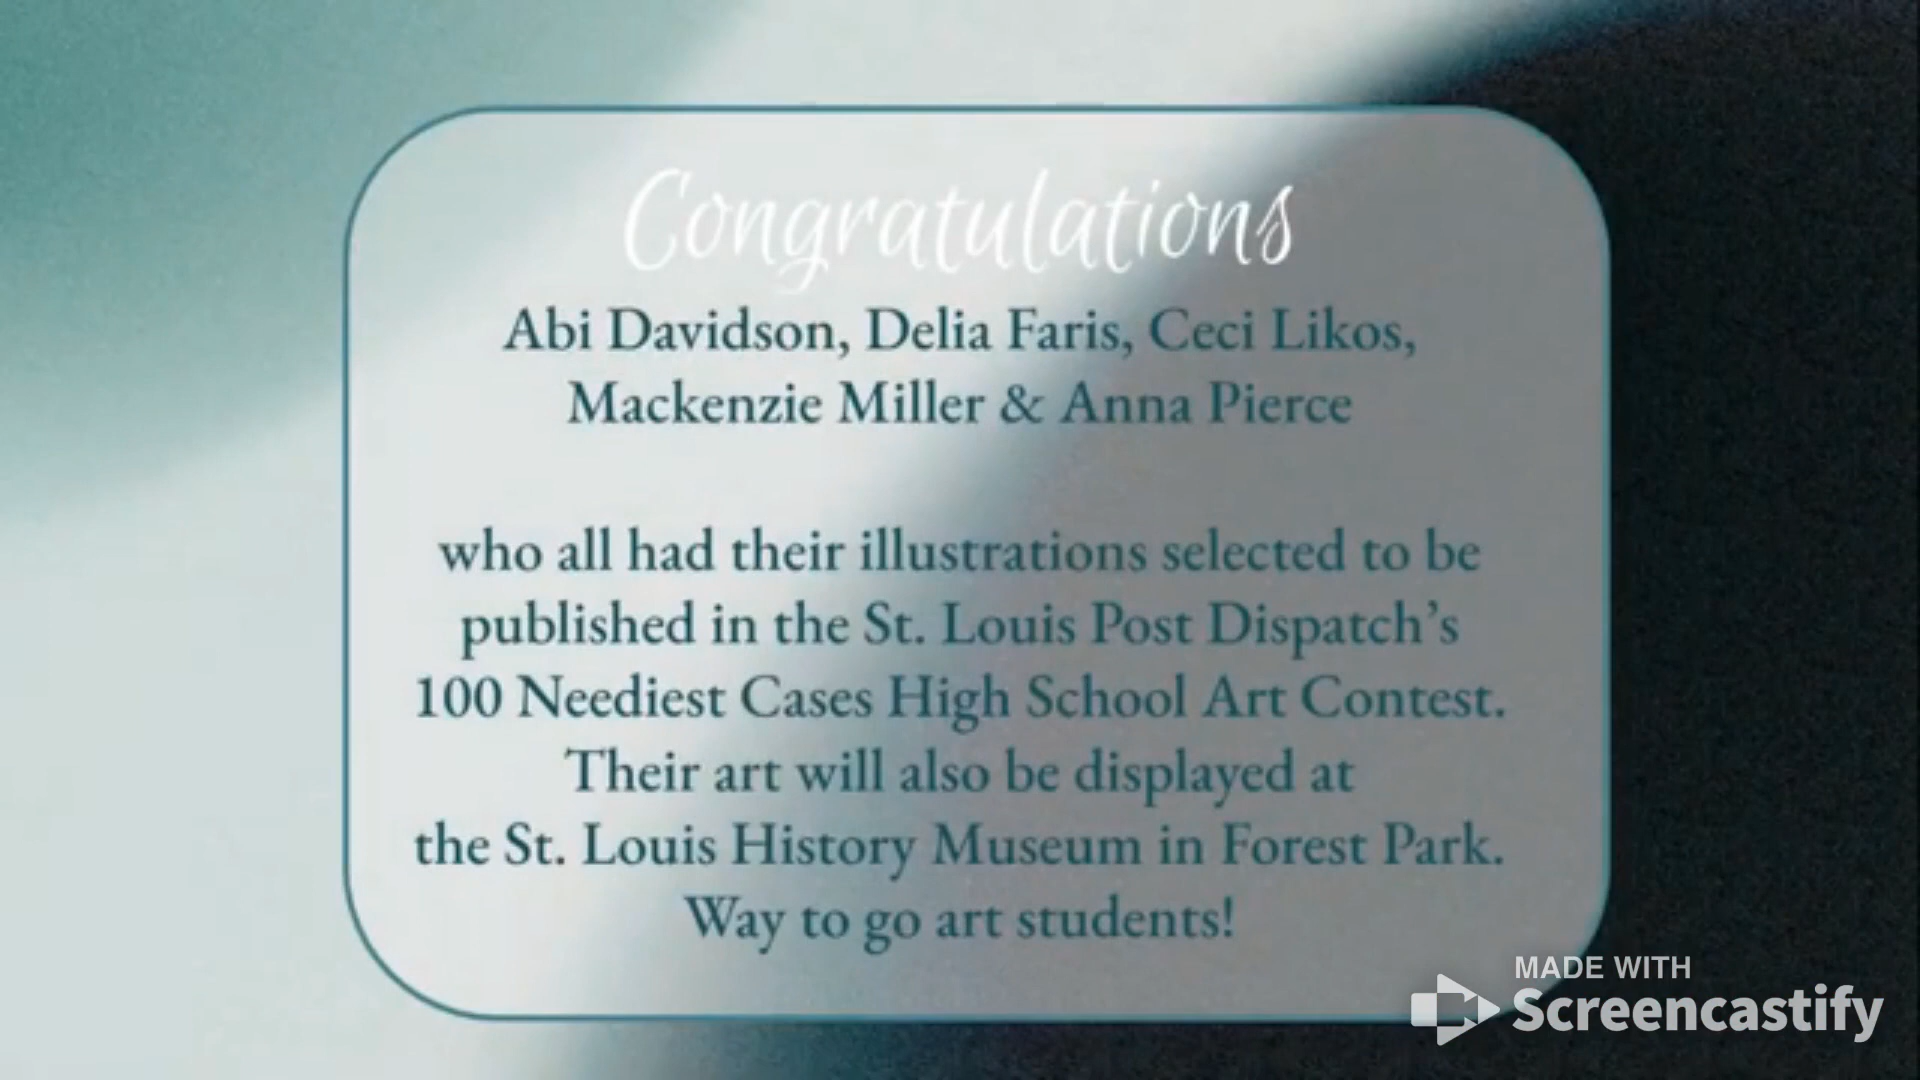 Congratulations
Abi Davidson, Delia Faris, Ceci Likos,
Mackenzie Miller & Anna Pierce
who all had their illustrations selected to be
published in the St. Louis Post Dispatch's
100 Neediest Cases High School Art Contest.
Their art will also be displayed at
the St. Louis History Museum in Forest Park.
Way to go art students!
MADE WITH
Screencastify